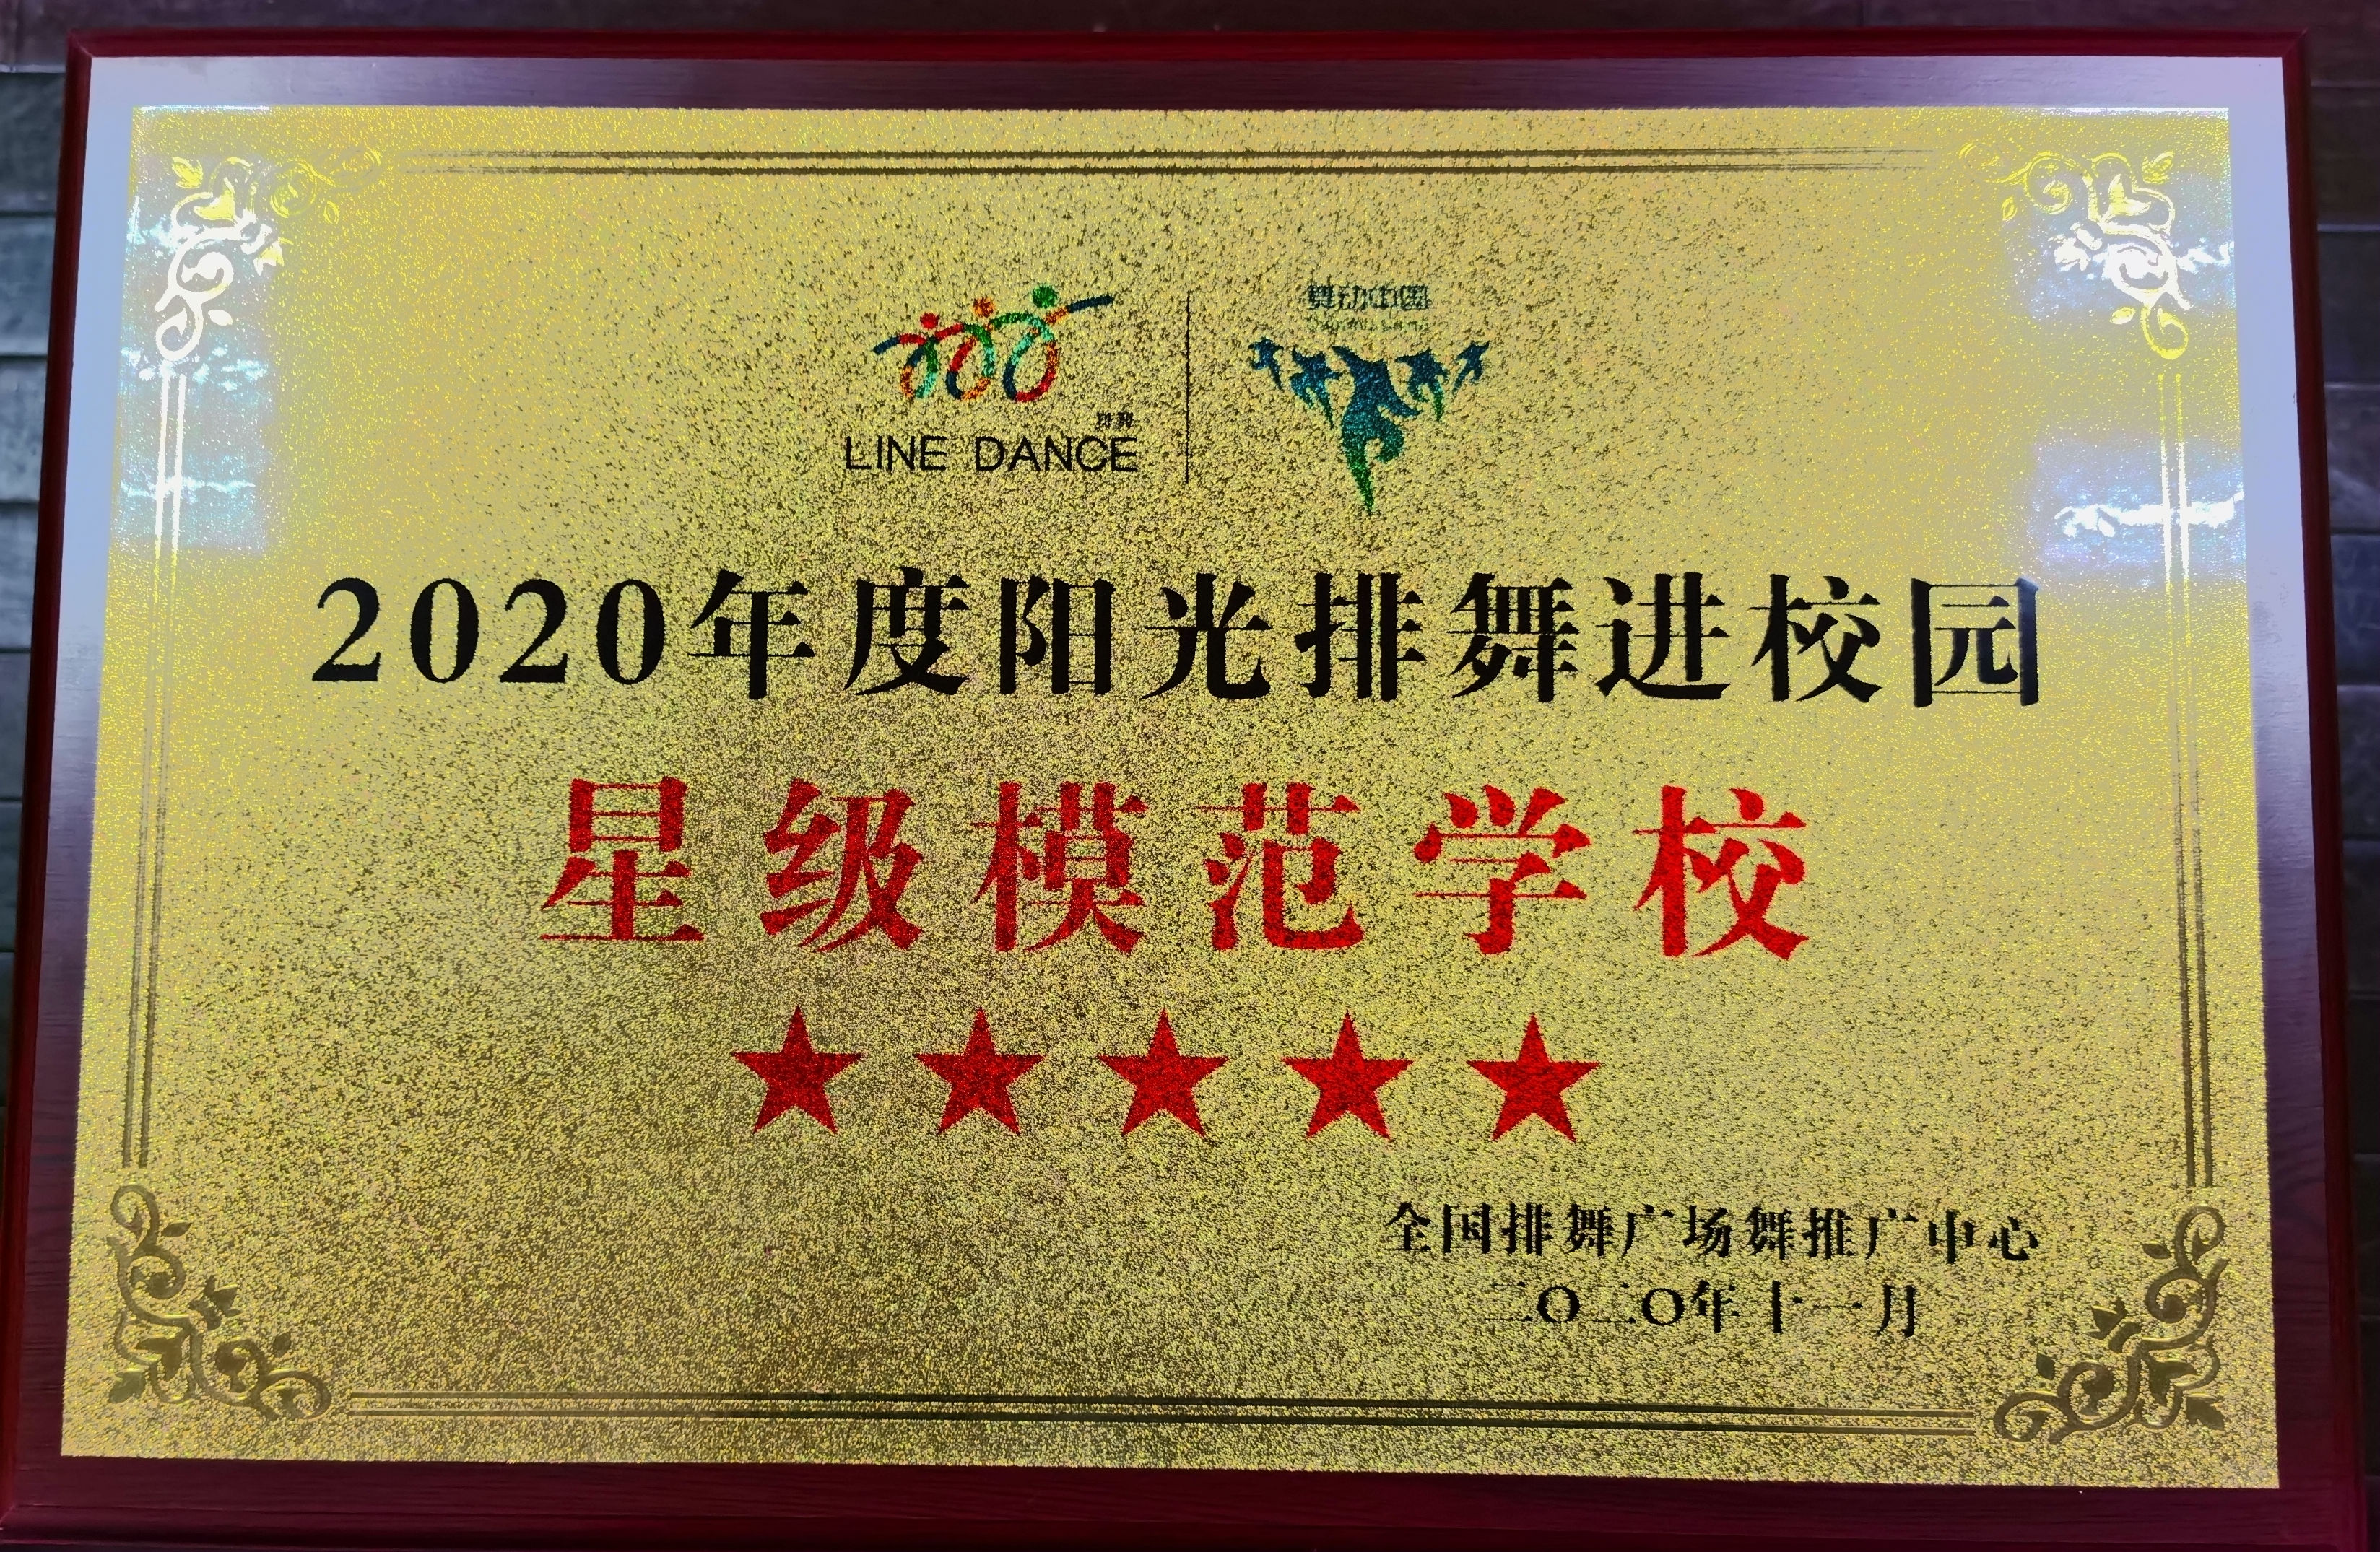 排舞
LINE DANCE
舞动中国
2020年度阳光排舞进校园
星级模范学校
★★★★★
全国排舞广场舞推广中心
二〇二〇年十一月